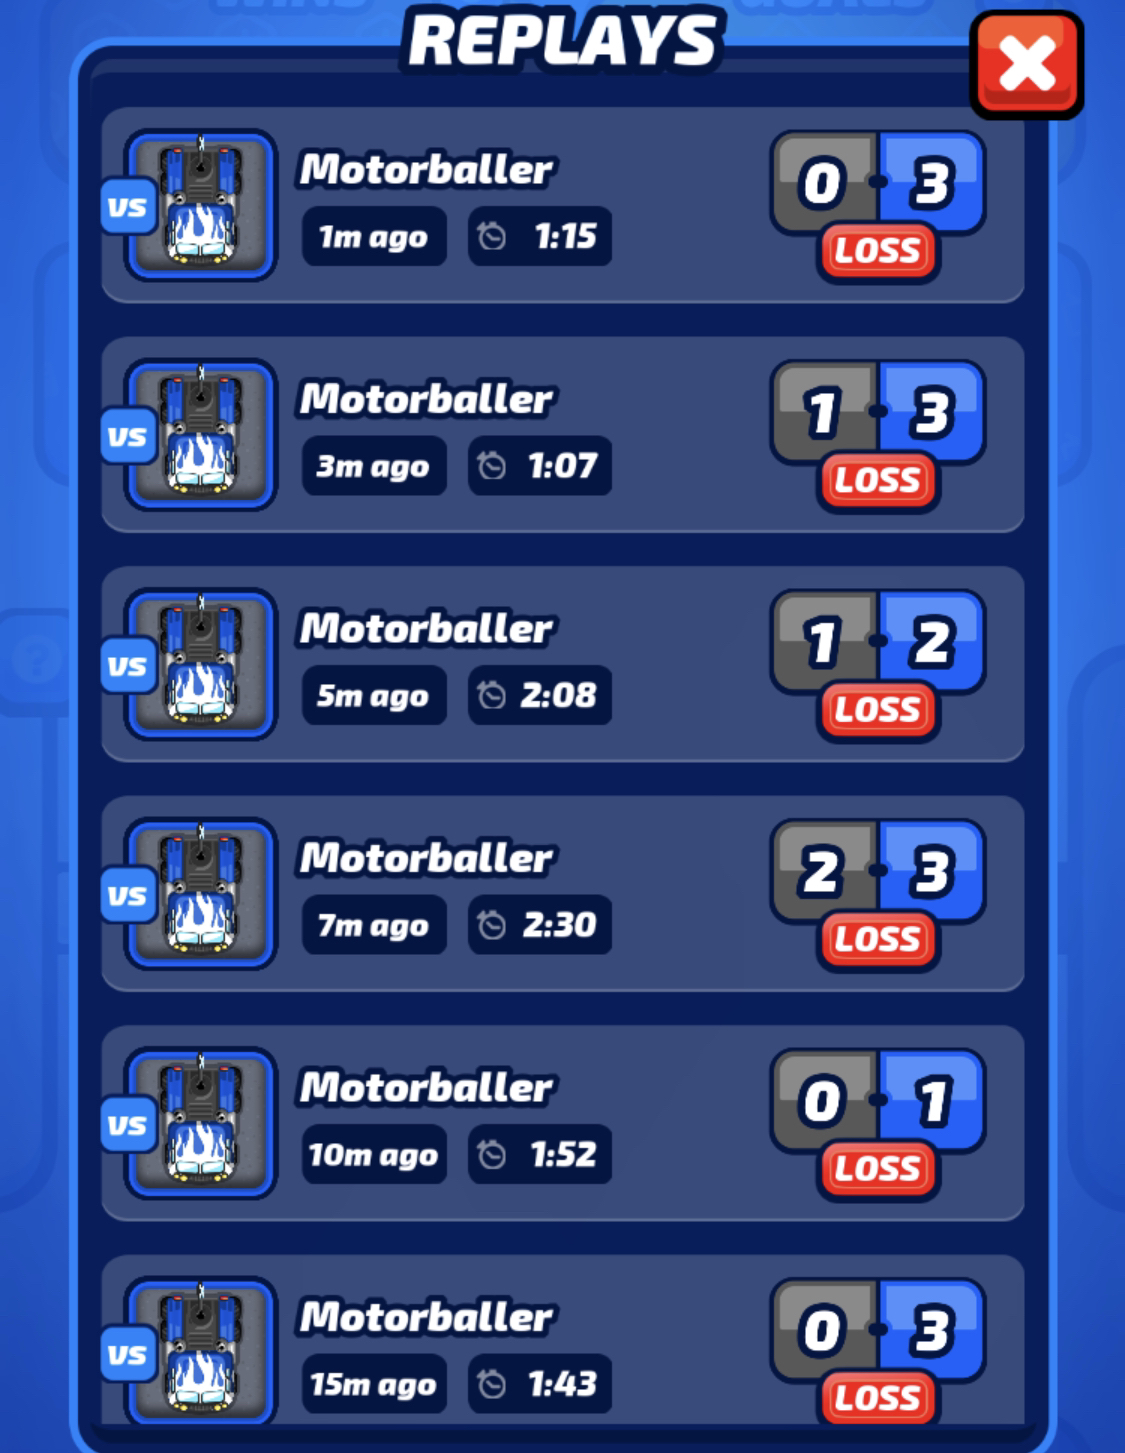 REPLAYS
vs
Motorballer
1m ago
1:15
0 - 3
LOSS
vs
Motorballer
3m ago
1:07
1 - 3
LOSS
vs
Motorballer
5m ago
2:08
1 - 2
LOSS
vs
Motorballer
7m ago
2:30
2 - 3
LOSS
vs
Motorballer
10m ago
1:52
0 - 1
LOSS
vs
Motorballer
15m ago
1:43
0 - 3
LOSS